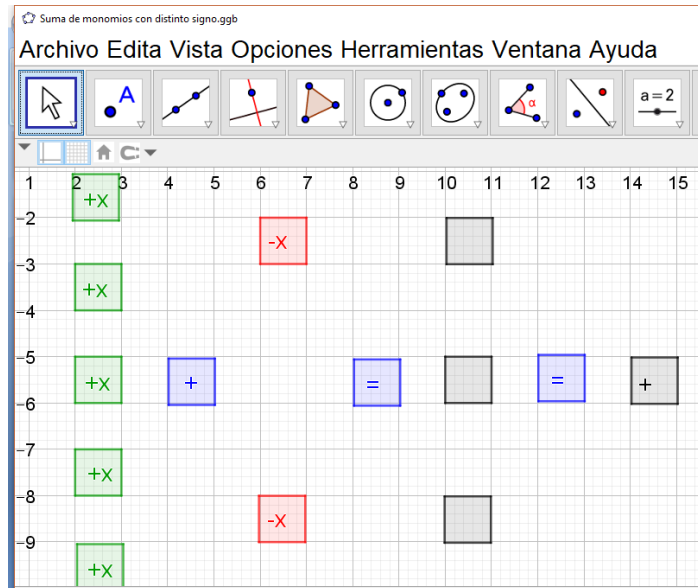 Suma de monomios con distinto signo.ggb
Archivo Edita Vista Opciones Herramientas Ventana Ayuda
A α a = 2
1 2 3 4 5 6 7 8 9 10 11 12 13 14 15
+x
-2
-x
-3
+x
-4
-5
+x + = = +
-6
-7
+x
-8
-x
-9
+x